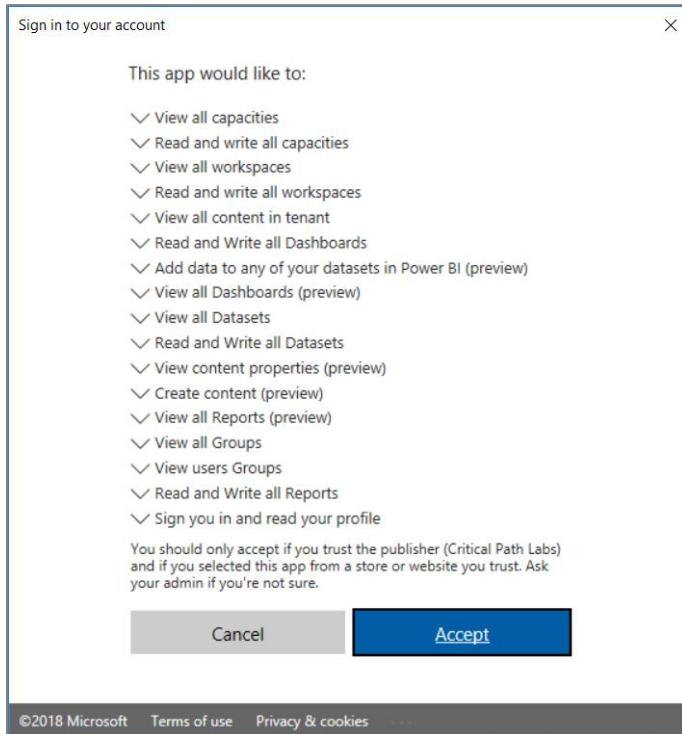 Sign in to your account
This app would like to:
View all capacities
Read and write all capacities
View all workspaces
Read and write all workspaces
View all content in tenant
Read and Write all Dashboards
Add data to any of your datasets in Power BI (preview)
View all Dashboards (preview)
View all Datasets
Read and Write all Datasets
View content properties (preview)
Create content (preview)
View all Reports (preview)
View all Groups
View users Groups
Read and Write all Reports
Sign you in and read your profile
You should only accept if you trust the publisher (Critical Path Labs)
and if you selected this app from a store or website you trust. Ask
your admin if you're not sure.
Cancel Accept
©2018 Microsoft Terms of use Privacy & cookies ...